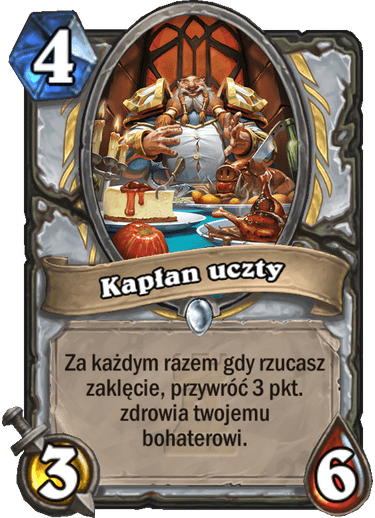 4
Kapłan uczty
Za każdym razem gdy rzucasz
zaklęcie, przywróć 3 pkt.
zdrowia twojemu
bohaterowi.
3
6